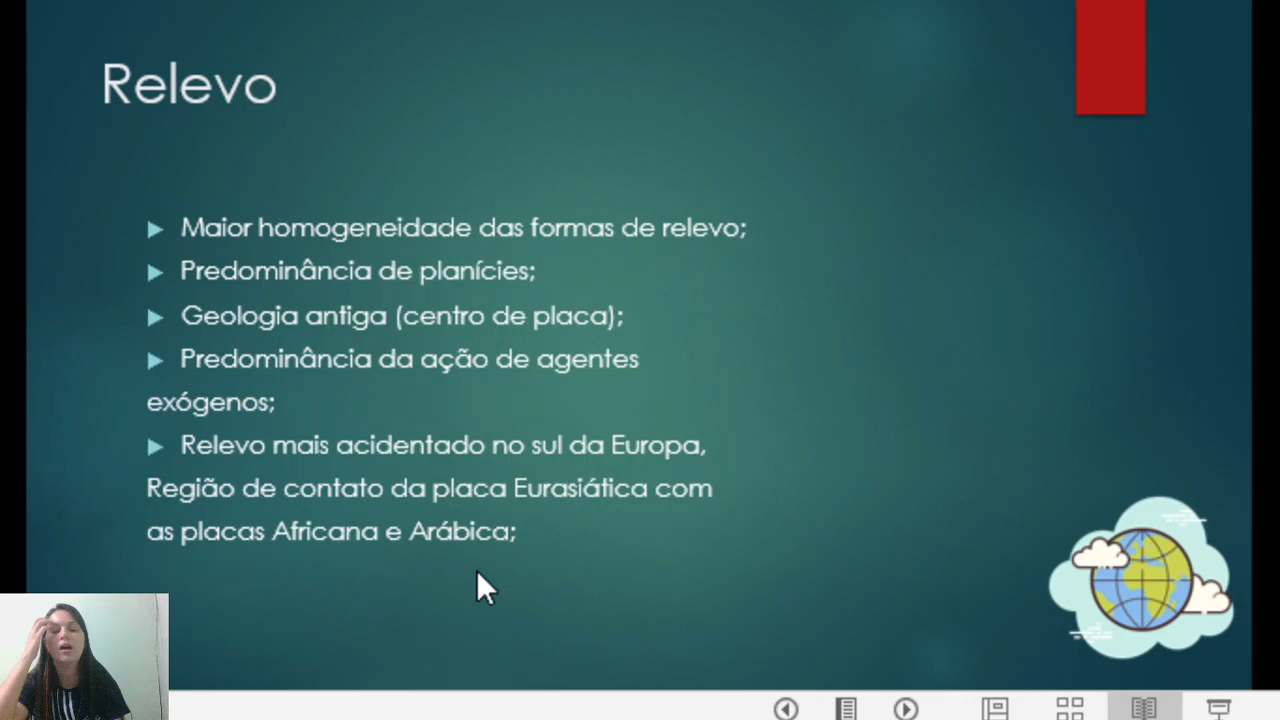 Relevo
Maior homogeneidade das formas de relevo;
Predominância de planícies;
Geologia antiga (centro de placa);
Predominância da ação de agentes
exógenos;
Relevo mais acidentado no sul da Europa,
Região de contato da placa Eurasiática com
as placas Africana e Arábica;